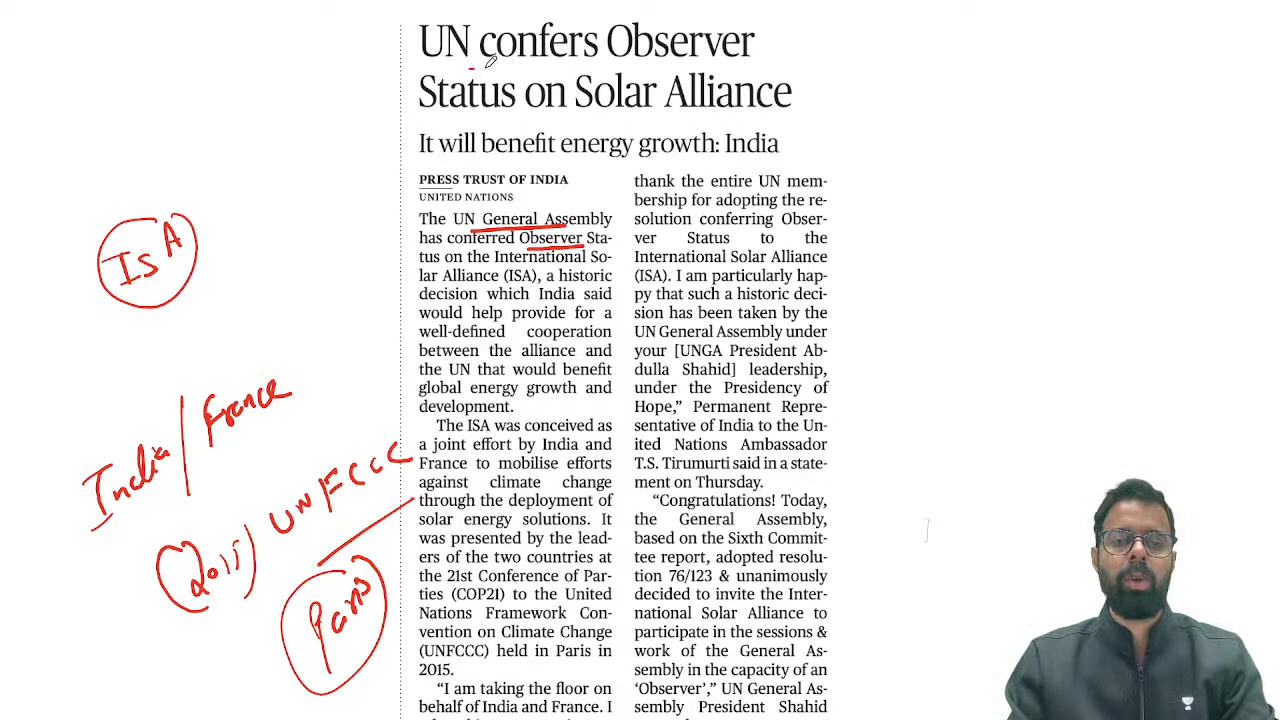 UN confers Observer
Status on Solar Alliance
It will benefit energy growth: India
PRESS TRUST OF INDIA
UNITED NATIONS
The UN General Assembly
has conferred Observer Sta-
tus on the International So-
lar Alliance (ISA), a historic
decision which India said
would help provide for a
well-defined cooperation
between the alliance and
the UN that would benefit
global energy growth and
development.
The ISA was conceived as
a joint effort by India and
France to mobilise efforts
against climate change
through the deployment of
solar energy solutions. It
was presented by the lead-
ers of the two countries at
the 21st Conference of Par-
ties (COP21) to the United
Nations Framework Con-
vention on Climate Change
(UNFCCC) held in Paris in
2015.
“I am taking the floor on
behalf of India and France. I
thank the entire UN mem-
bership for adopting the re-
solution conferring Obser-
ver Status to the
International Solar Alliance
(ISA). I am particularly hap-
py that such a historic deci-
sion has been taken by the
UN General Assembly under
your [UNGA President Ab-
dulla Shahid] leadership,
under the Presidency of
Hope,” Permanent Repre-
sentative of India to the Un-
ited Nations Ambassador
T.S. Tirumurti said in a state-
ment on Thursday.
“Congratulations! Today,
the General Assembly,
based on the Sixth Commit-
tee report, adopted resolu-
tion 76/123 & unanimously
decided to invite the Inter-
national Solar Alliance to
participate in the sessions &
work of the General As-
sembly in the capacity of an
‘Observer’,” UN General As-
sembly President Shahid
ISA
India / France
(2015) UNFCCC
Paris